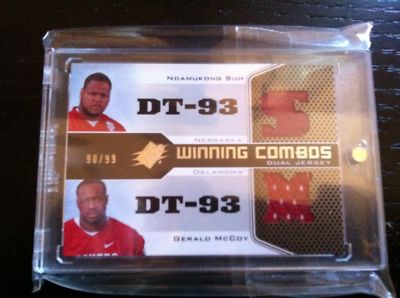 Ndamukong Suh
DT-93
Nebraska
90/99
SPx
WINNING COMBOS
DUAL JERSEY
Oklahoma
DT-93
Gerald McCoy